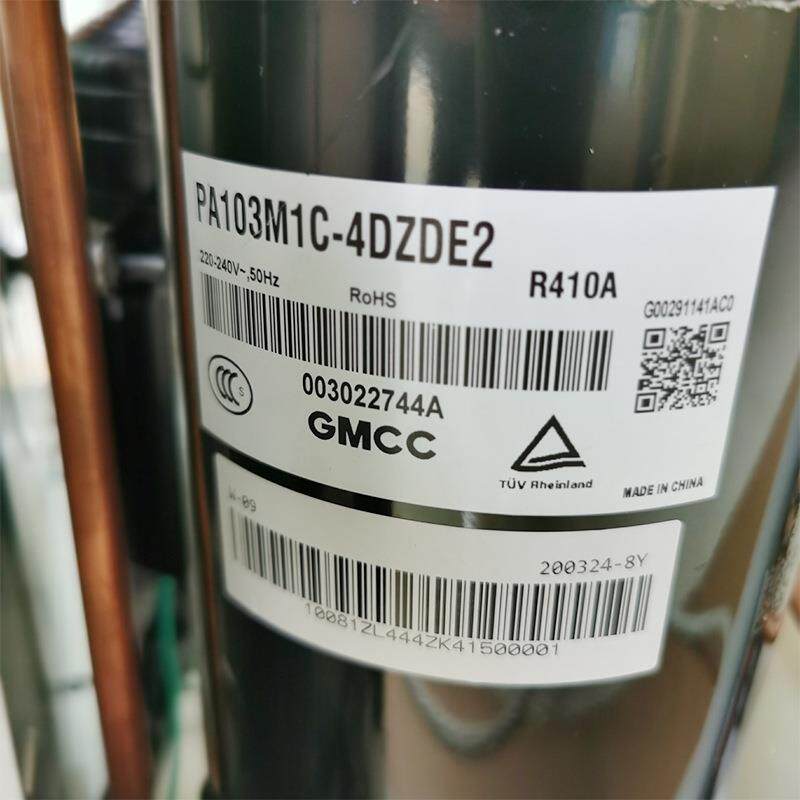 PA103M1C-4DZDE2
220-240V~,50Hz
RoHS
R410A
G00291141AC0
CCC S
003022744A
GMCC
TÜV Rheinland
MADE IN CHINA
W-09
200324-8Y
10081ZL444ZK41500001